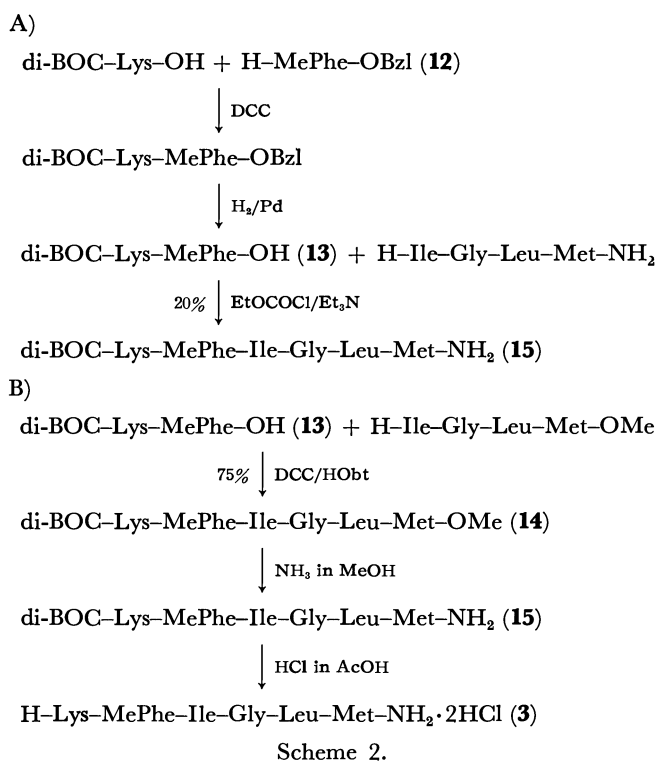 A)
di-BOC–Lys–OH + H–MePhe–OBzl (12)
DCC
di-BOC–Lys–MePhe–OBzl
H₂/Pd
di-BOC–Lys–MePhe–OH (13) + H–Ile–Gly–Leu–Met–NH₂
20% EtOCOCl/Et₃N
di-BOC–Lys–MePhe–Ile–Gly–Leu–Met–NH₂ (15)
B)
di-BOC–Lys–MePhe–OH (13) + H–Ile–Gly–Leu–Met–OMe
75% DCC/HObt
di-BOC–Lys–MePhe–Ile–Gly–Leu–Met–OMe (14)
NH₃ in MeOH
di-BOC–Lys–MePhe–Ile–Gly–Leu–Met–NH₂ (15)
HCl in AcOH
H–Lys–MePhe–Ile–Gly–Leu–Met–NH₂·2HCl (3)
Scheme 2.